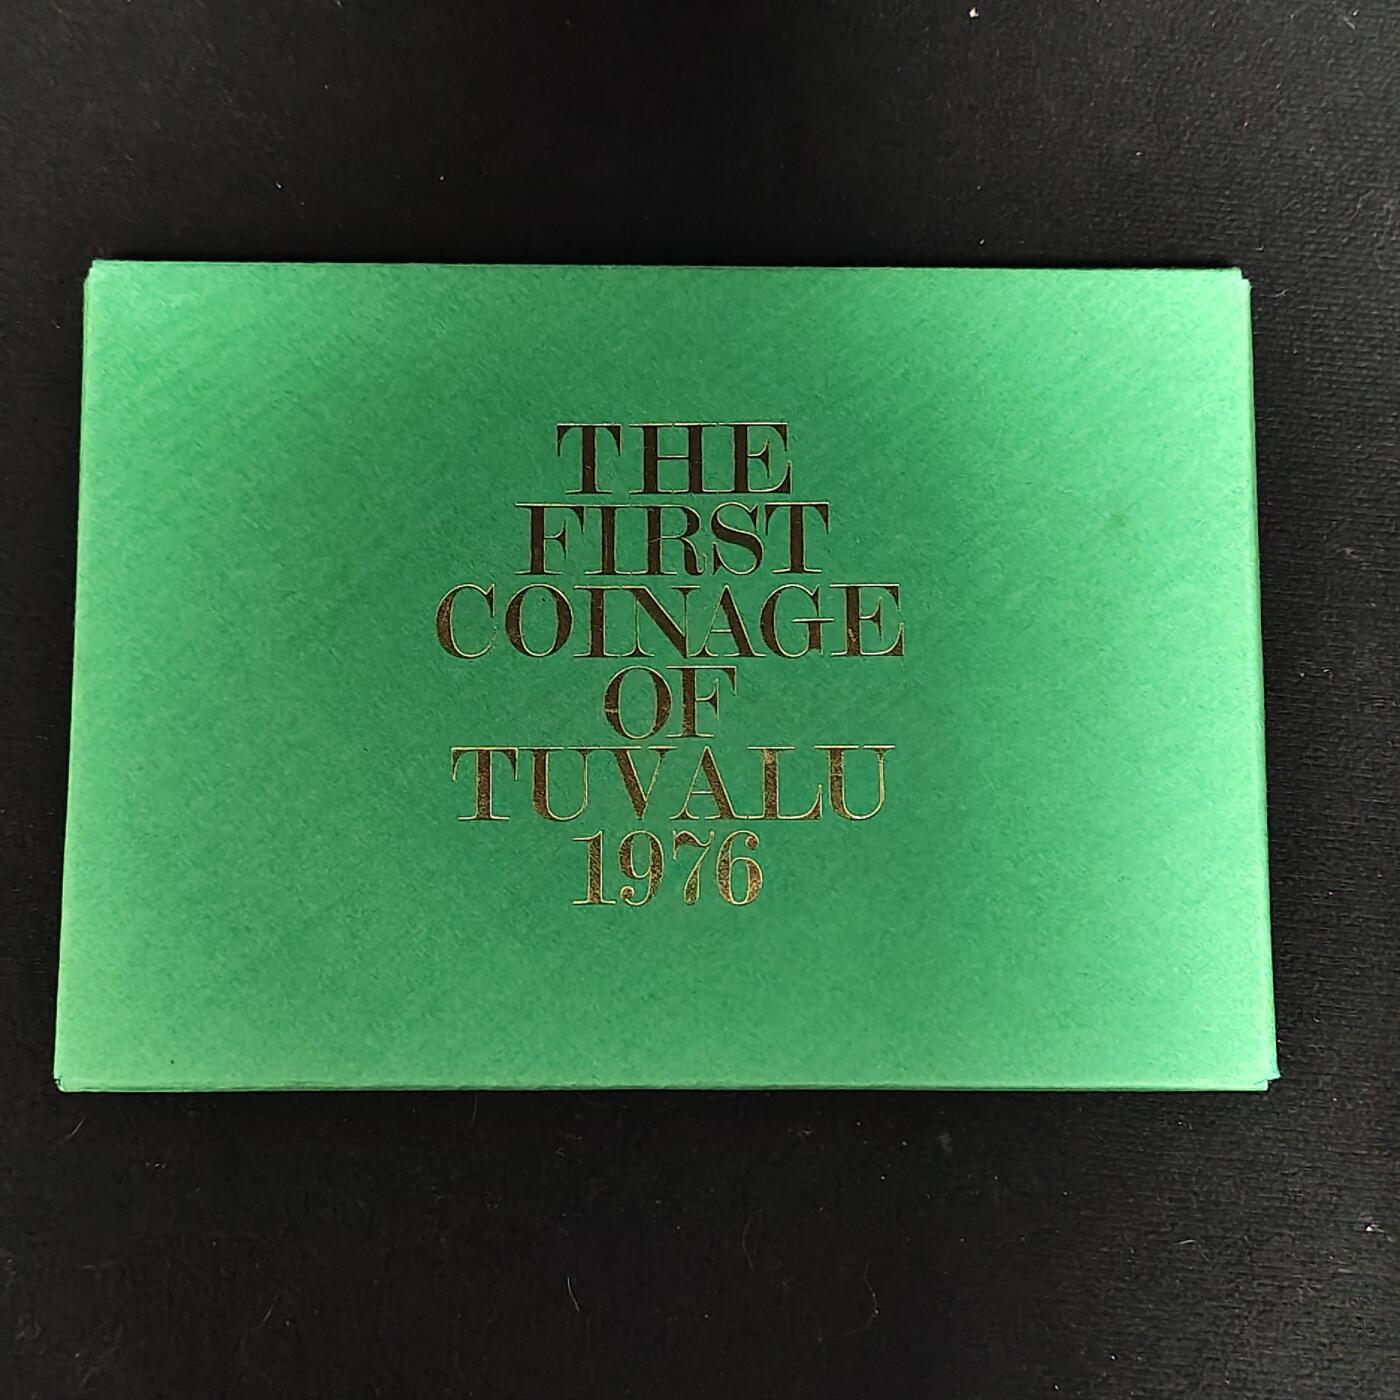 THE
FIRST
COINAGE
OF
TUVALU
1976